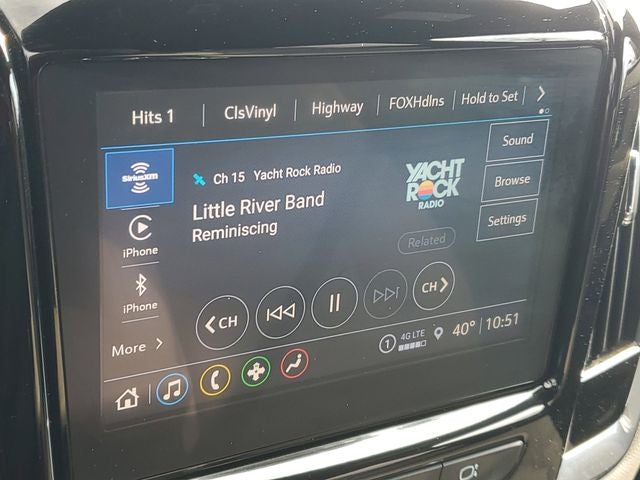 Hits 1 ClsVinyl Highway FOXHdlns Hold to Set
SiriusXM
Ch 15 Yacht Rock Radio
Little River Band
Reminiscing
YACHT
ROCK
RADIO
Related
Sound
Browse
Settings
iPhone
iPhone
More
CH
CH
1 4G LTE 40° 10:51